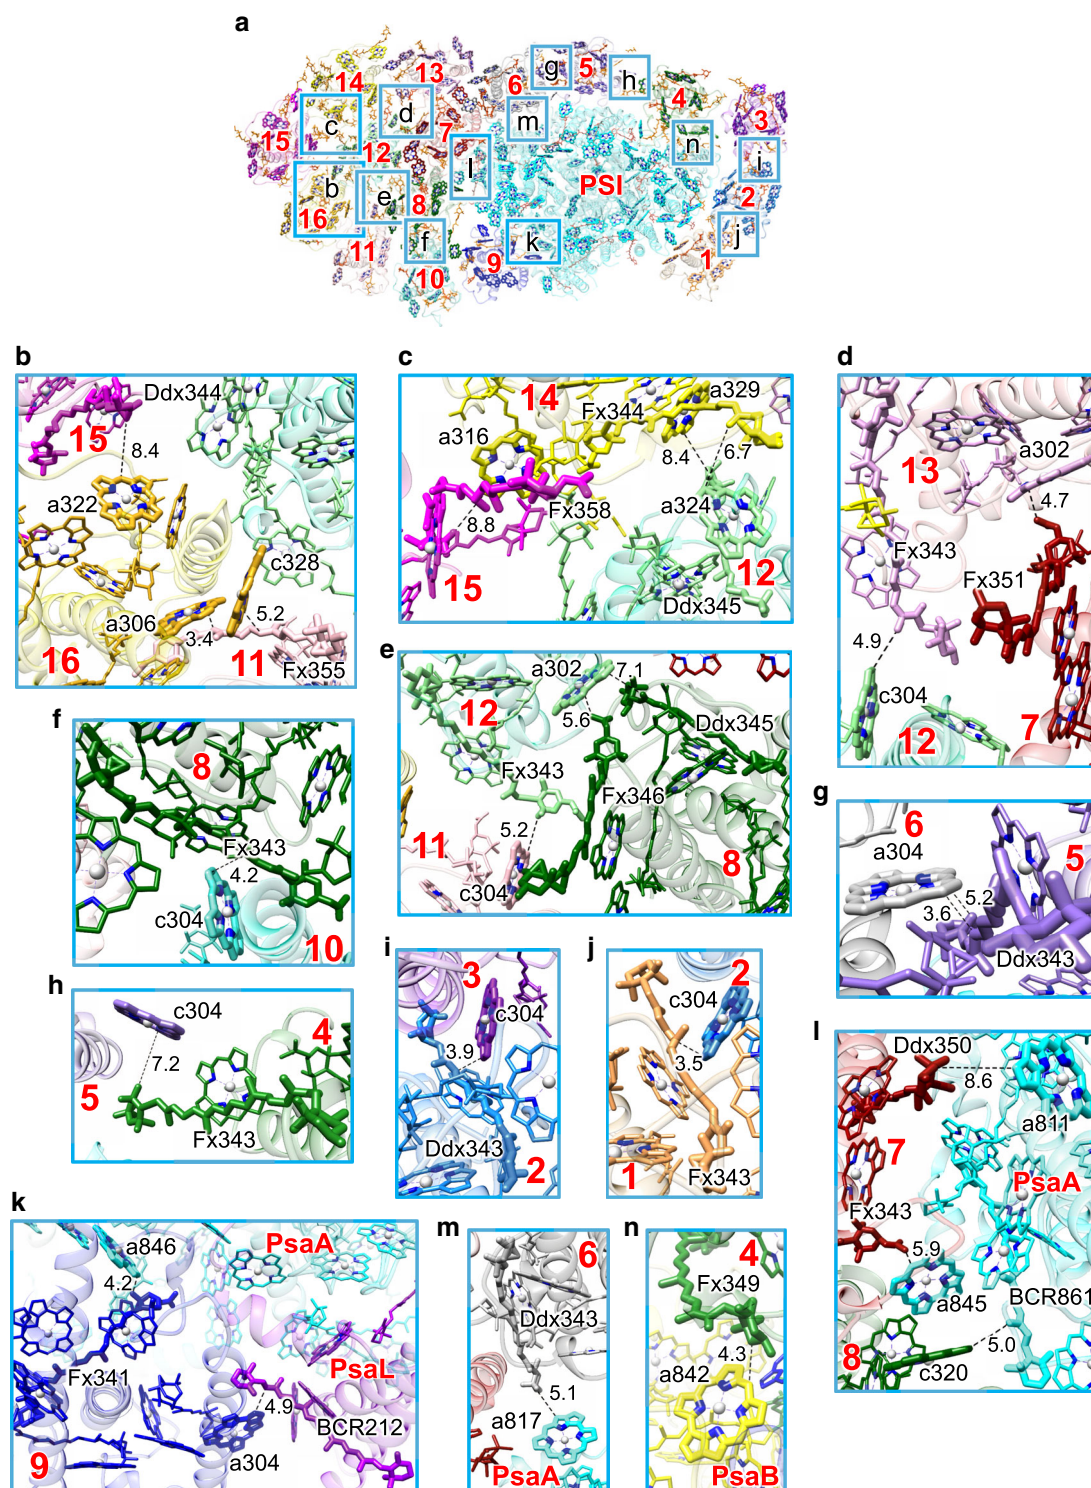 a
14
13
6
g
5
h
c
d
7
m
4
3
15
12
l
n
i
b
e
8
PSI
2
16
11
f
9
k
1
j
10
b
Ddx344
15
8.4
a322
c328
a306
5.2
3.4
16
11
Fx355
c
14
a329
Fx344
a316
8.4
6.7
a324
Fx358
8.8
12
15
Ddx345
d
a302
13
4.7
Fx343
Fx351
4.9
c304
12
7
e
a302
7.1
12
5.6
Ddx345
Fx343
Fx346
11
5.2
8
c304
f
8
Fx343
4.2
c304
10
g
6
a304
5
5.2
3.6
Ddx343
h
c304
4
7.2
5
Fx343
i
3
c304
3.9
Ddx343
2
j
2
c304
3.5
1
Fx343
k
a846
PsaA
4.2
Fx341
PsaL
4.9
BCR212
9
a304
l
Ddx350
8.6
a811
7
PsaA
Fx343
5.9
a845
BCR861
8
5.0
c320
m
6
Ddx343
5.1
a817
PsaA
n
4
Fx349
4.3
a842
PsaB